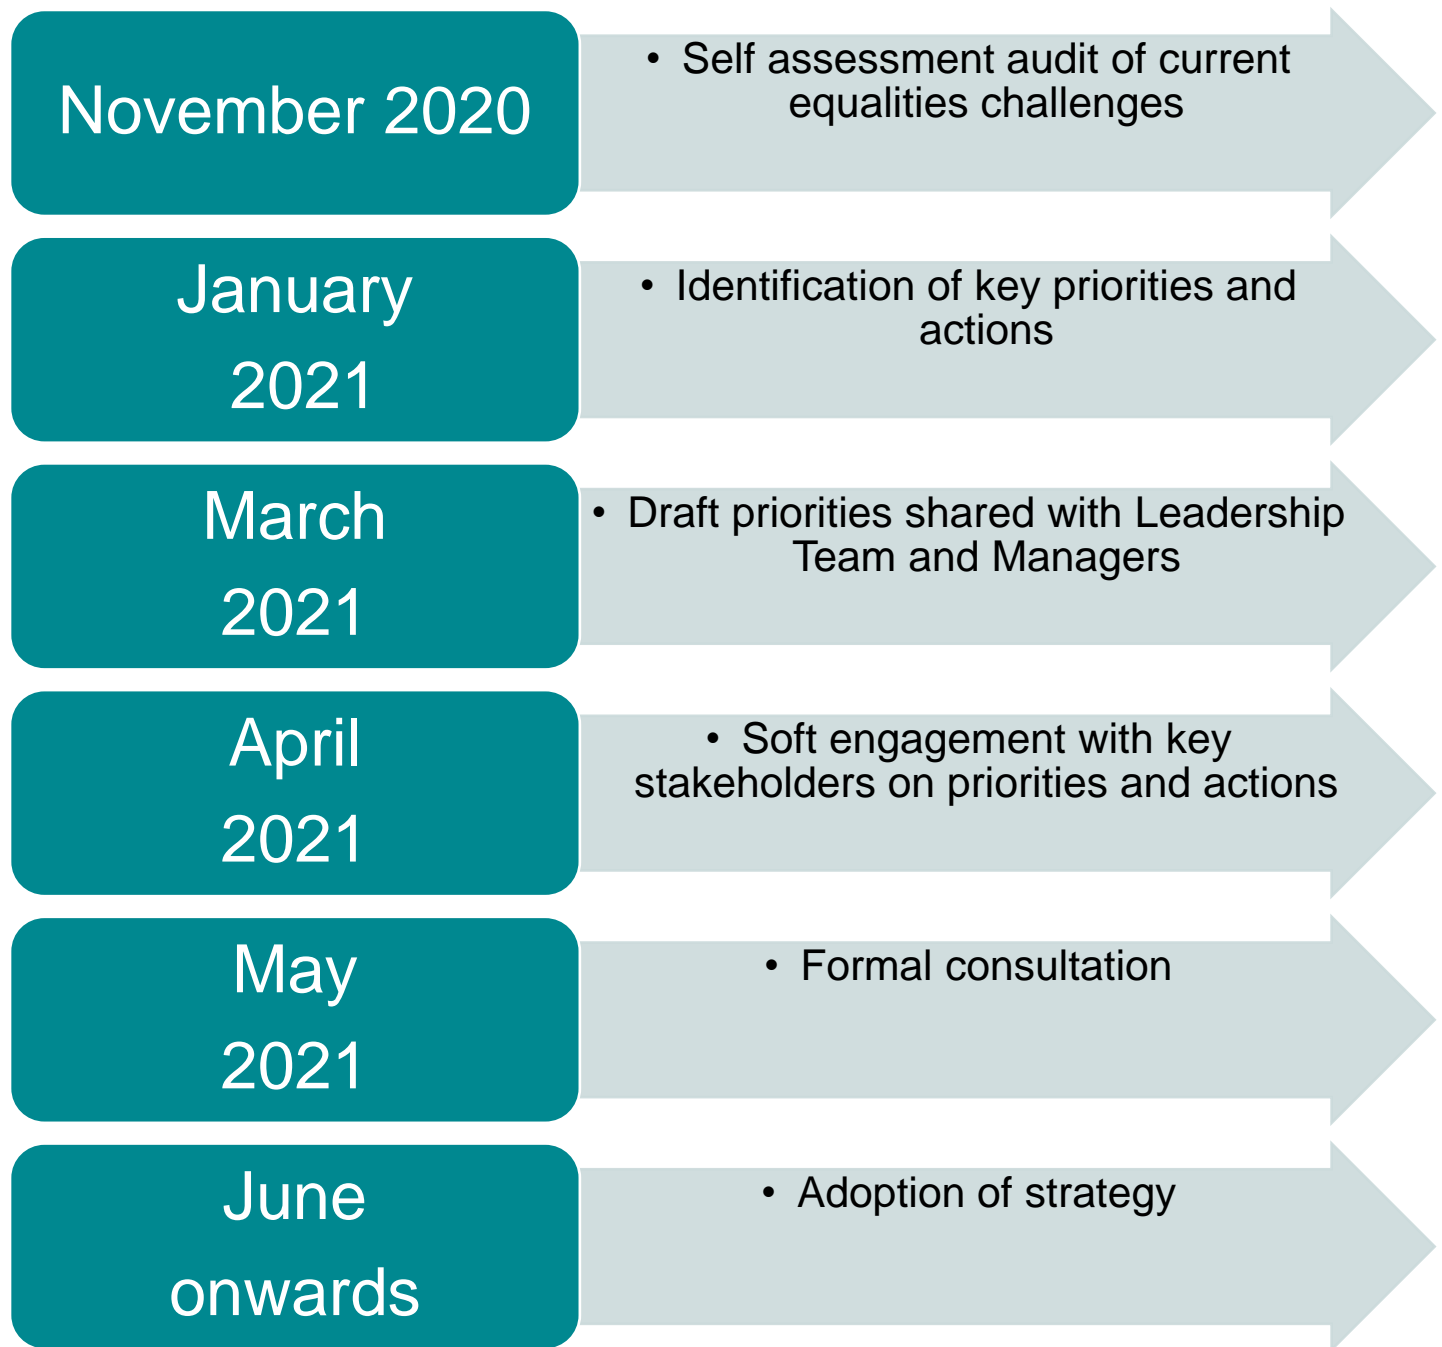 November 2020
• Self assessment audit of current
equalities challenges
January
2021
• Identification of key priorities and
actions
March
2021
• Draft priorities shared with Leadership
Team and Managers
April
2021
• Soft engagement with key
stakeholders on priorities and actions
May
2021
• Formal consultation
June
onwards
• Adoption of strategy